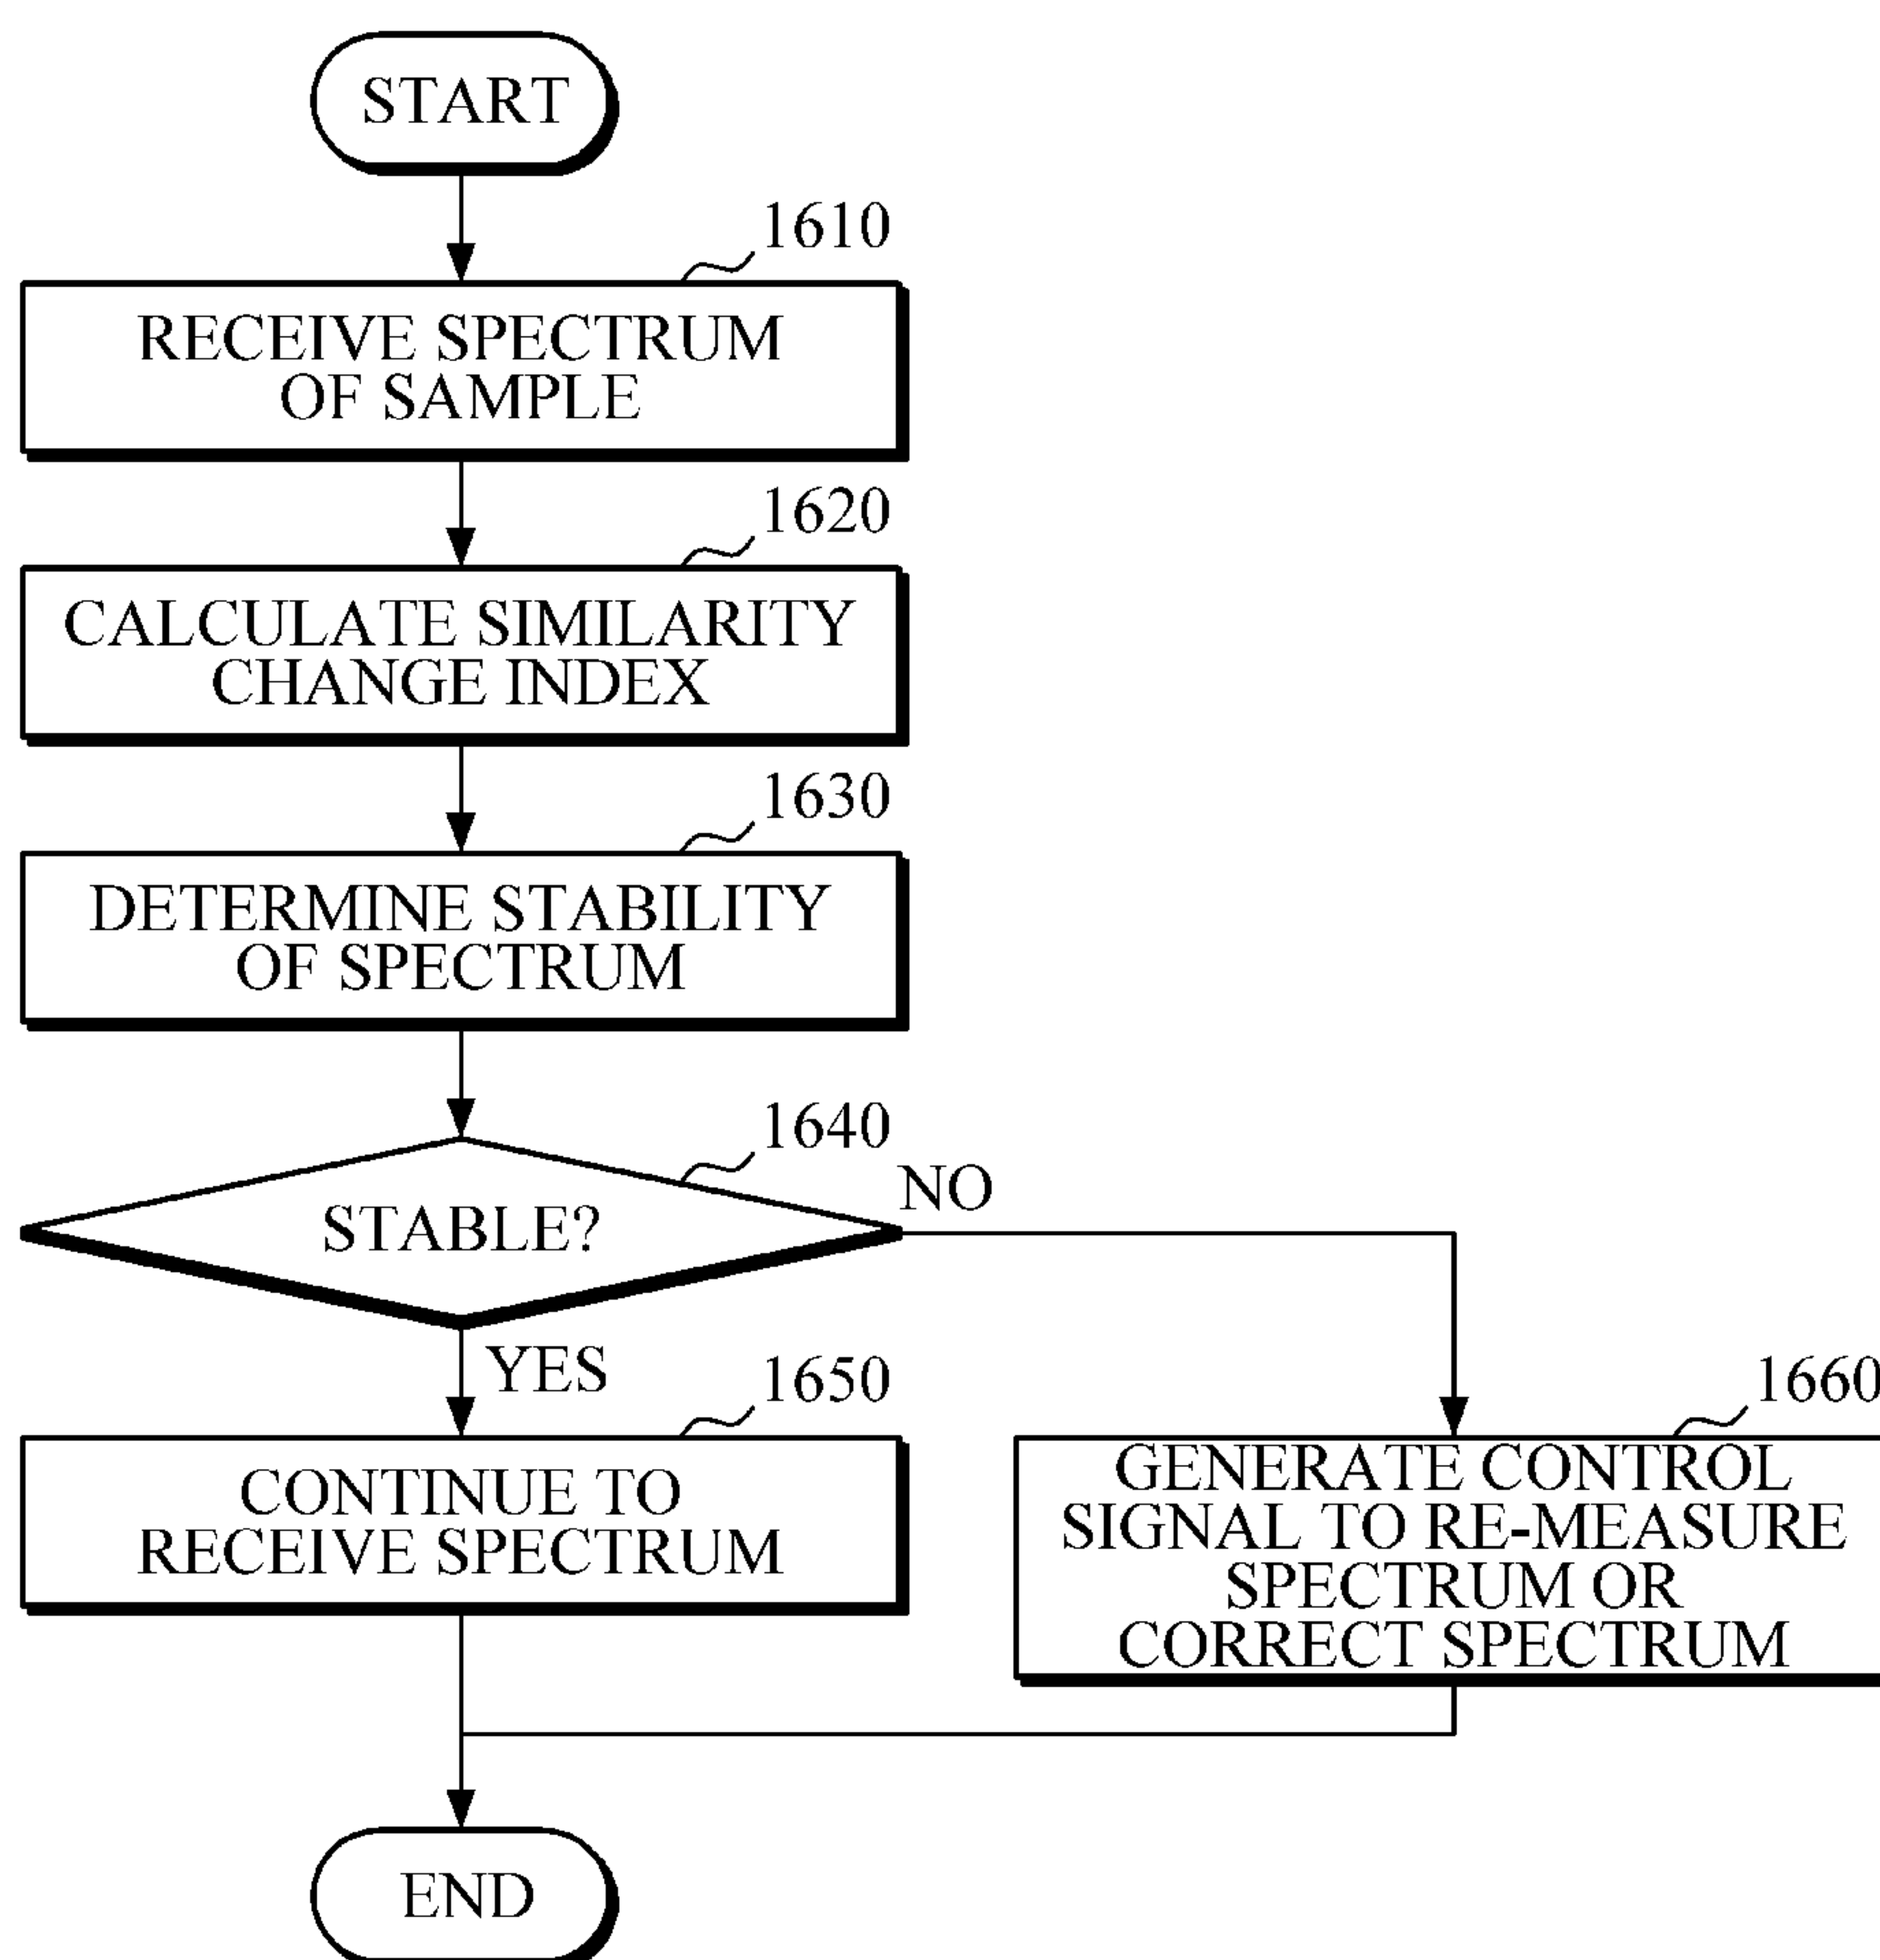 START
1610
RECEIVE SPECTRUM
OF SAMPLE
1620
CALCULATE SIMILARITY
CHANGE INDEX
1630
DETERMINE STABILITY
OF SPECTRUM
1640
STABLE?
NO
YES
1650
CONTINUE TO
RECEIVE SPECTRUM
1660
GENERATE CONTROL
SIGNAL TO RE-MEASURE
SPECTRUM OR
CORRECT SPECTRUM
END